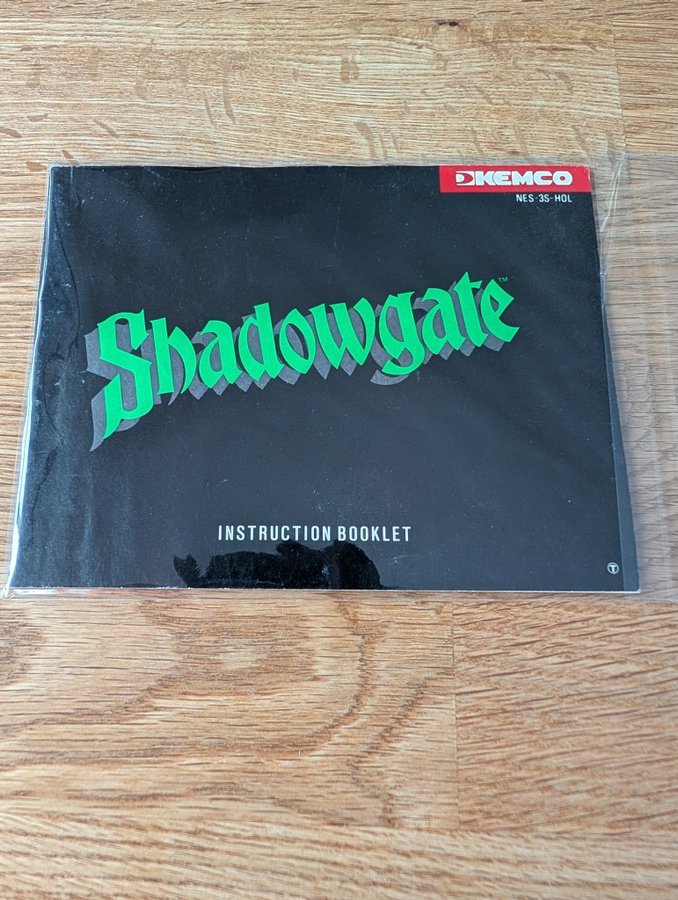 KEMCO
NES-3S-HOL
Shadowgate™
INSTRUCTION BOOKLET
T